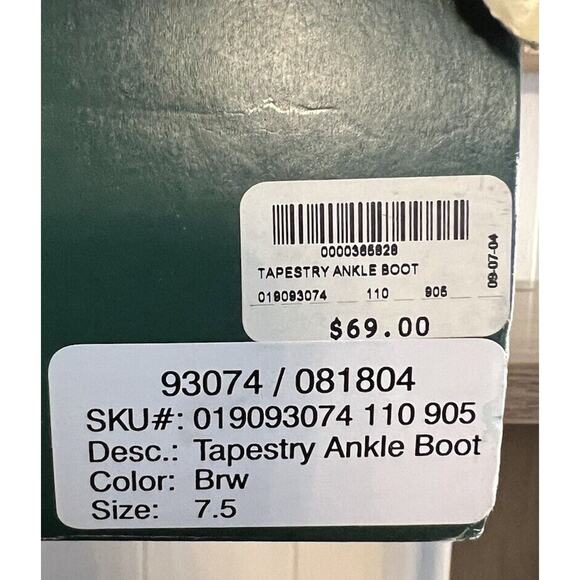 0000365828
TAPESTRY ANKLE BOOT
019093074 110 905
09-07-04
$69.00
93074 / 081804
SKU#: 019093074 110 905
Desc.: Tapestry Ankle Boot
Color: Brw
Size: 7.5